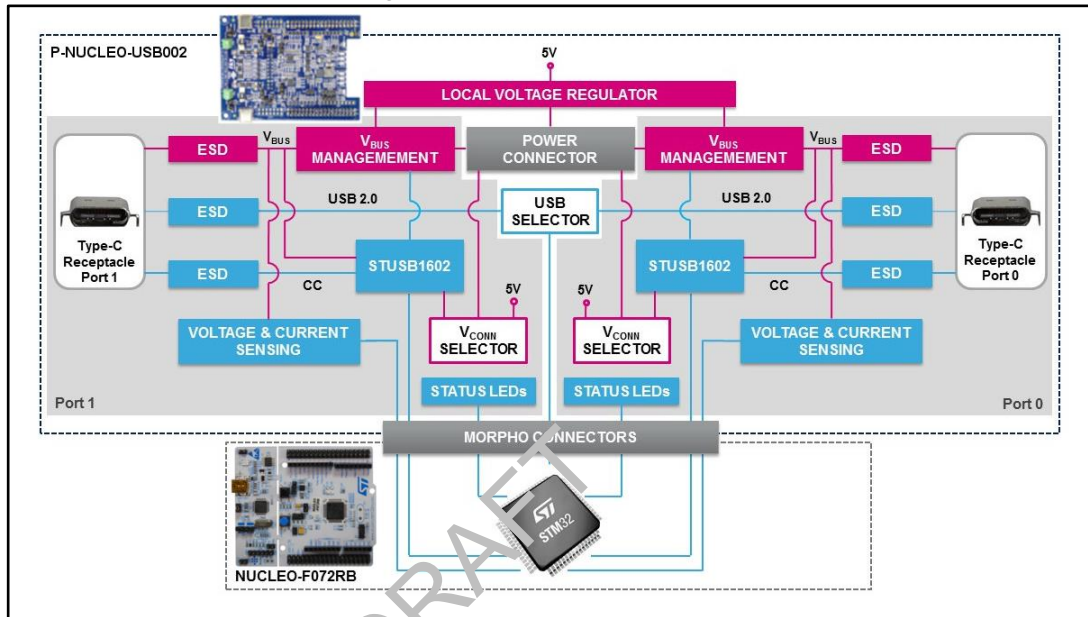 P-NUCLEO-USB002
5V
LOCAL VOLTAGE REGULATOR
ESD
VBUS
VBUS
MANAGEMEMENT
POWER
CONNECTOR
VBUS
MANAGEMEMENT
VBUS
ESD
ESD
USB 2.0
USB
SELECTOR
USB 2.0
ESD
Type-C
Receptacle
Port 1
ESD
CC
STUSB1602
STUSB1602
CC
ESD
Type-C
Receptacle
Port 0
5V
5V
VOLTAGE & CURRENT
SENSING
VCONN
SELECTOR
VCONN
SELECTOR
VOLTAGE & CURRENT
SENSING
STATUS LEDs
STATUS LEDs
Port 1
Port 0
MORPHO CONNECTORS
STM32
NUCLEO-F072RB
DRAFT